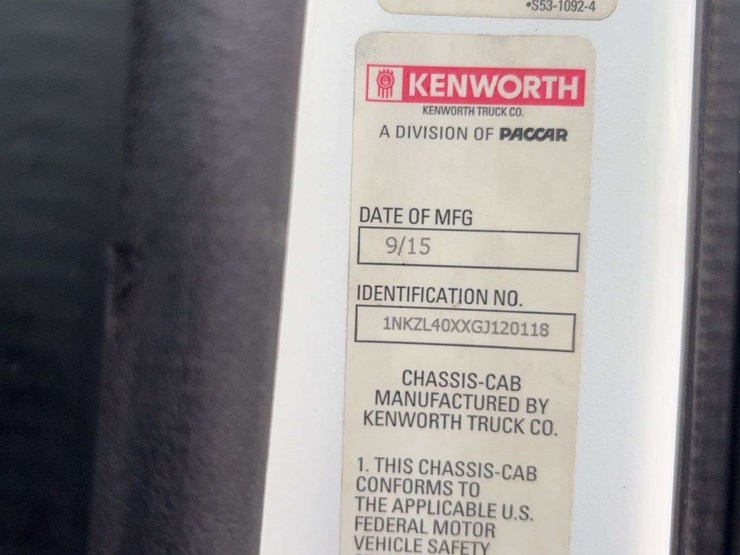 •S53-1092-4
KENWORTH
KENWORTH TRUCK CO.
A DIVISION OF PACCAR
DATE OF MFG
9/15
IDENTIFICATION NO.
1NKZL40XXGJ120118
CHASSIS-CAB
MANUFACTURED BY
KENWORTH TRUCK CO.
1. THIS CHASSIS-CAB
CONFORMS TO
THE APPLICABLE U.S.
FEDERAL MOTOR
VEHICLE SAFETY